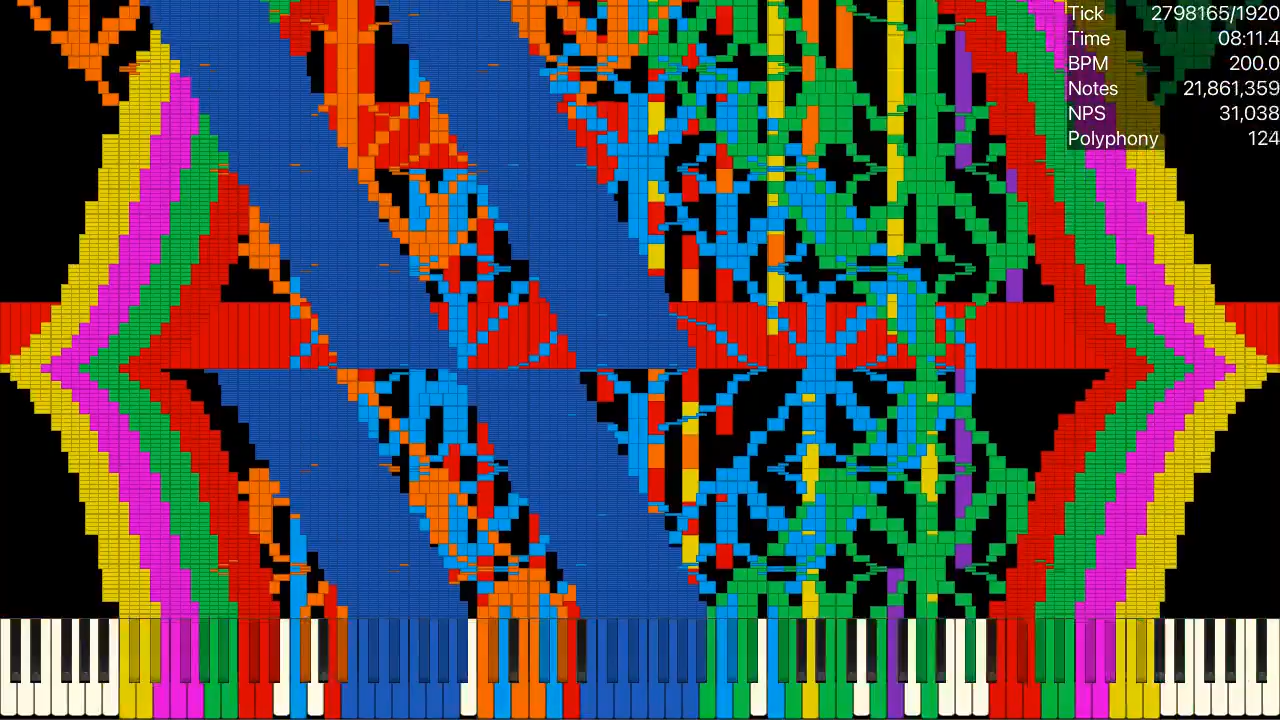 Tick 2798165/1920
Time 08:11.4
BPM 200.0
Notes 21,861,359
NPS 31,038
Polyphony 124